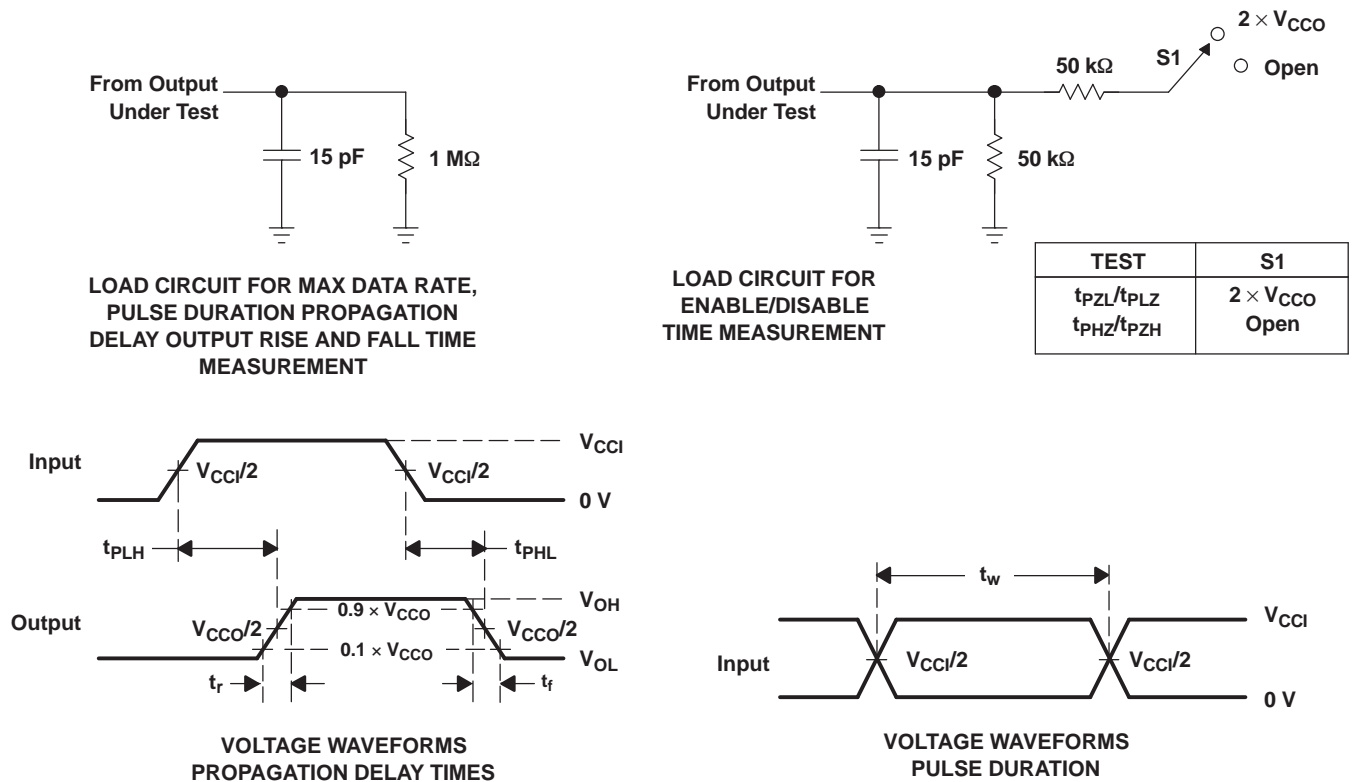 From Output
Under Test
15 pF
1 MΩ
LOAD CIRCUIT FOR MAX DATA RATE,
PULSE DURATION PROPAGATION
DELAY OUTPUT RISE AND FALL TIME
MEASUREMENT
From Output
Under Test
15 pF
50 kΩ
50 kΩ
S1
2 × VCCO
Open
LOAD CIRCUIT FOR
ENABLE/DISABLE
TIME MEASUREMENT
TEST S1
tPZL/tPLZ 2 × VCCO
tPHZ/tPZH Open
Input
VCCI/2
VCCI/2
VCCI
0 V
tPLH
tPHL
Output
VCCO/2
0.9 × VCCO
0.1 × VCCO
VCCO/2
VOH
VOL
tr
tf
VOLTAGE WAVEFORMS
PROPAGATION DELAY TIMES
tw
Input
VCCI/2
VCCI/2
VCCI
0 V
VOLTAGE WAVEFORMS
PULSE DURATION